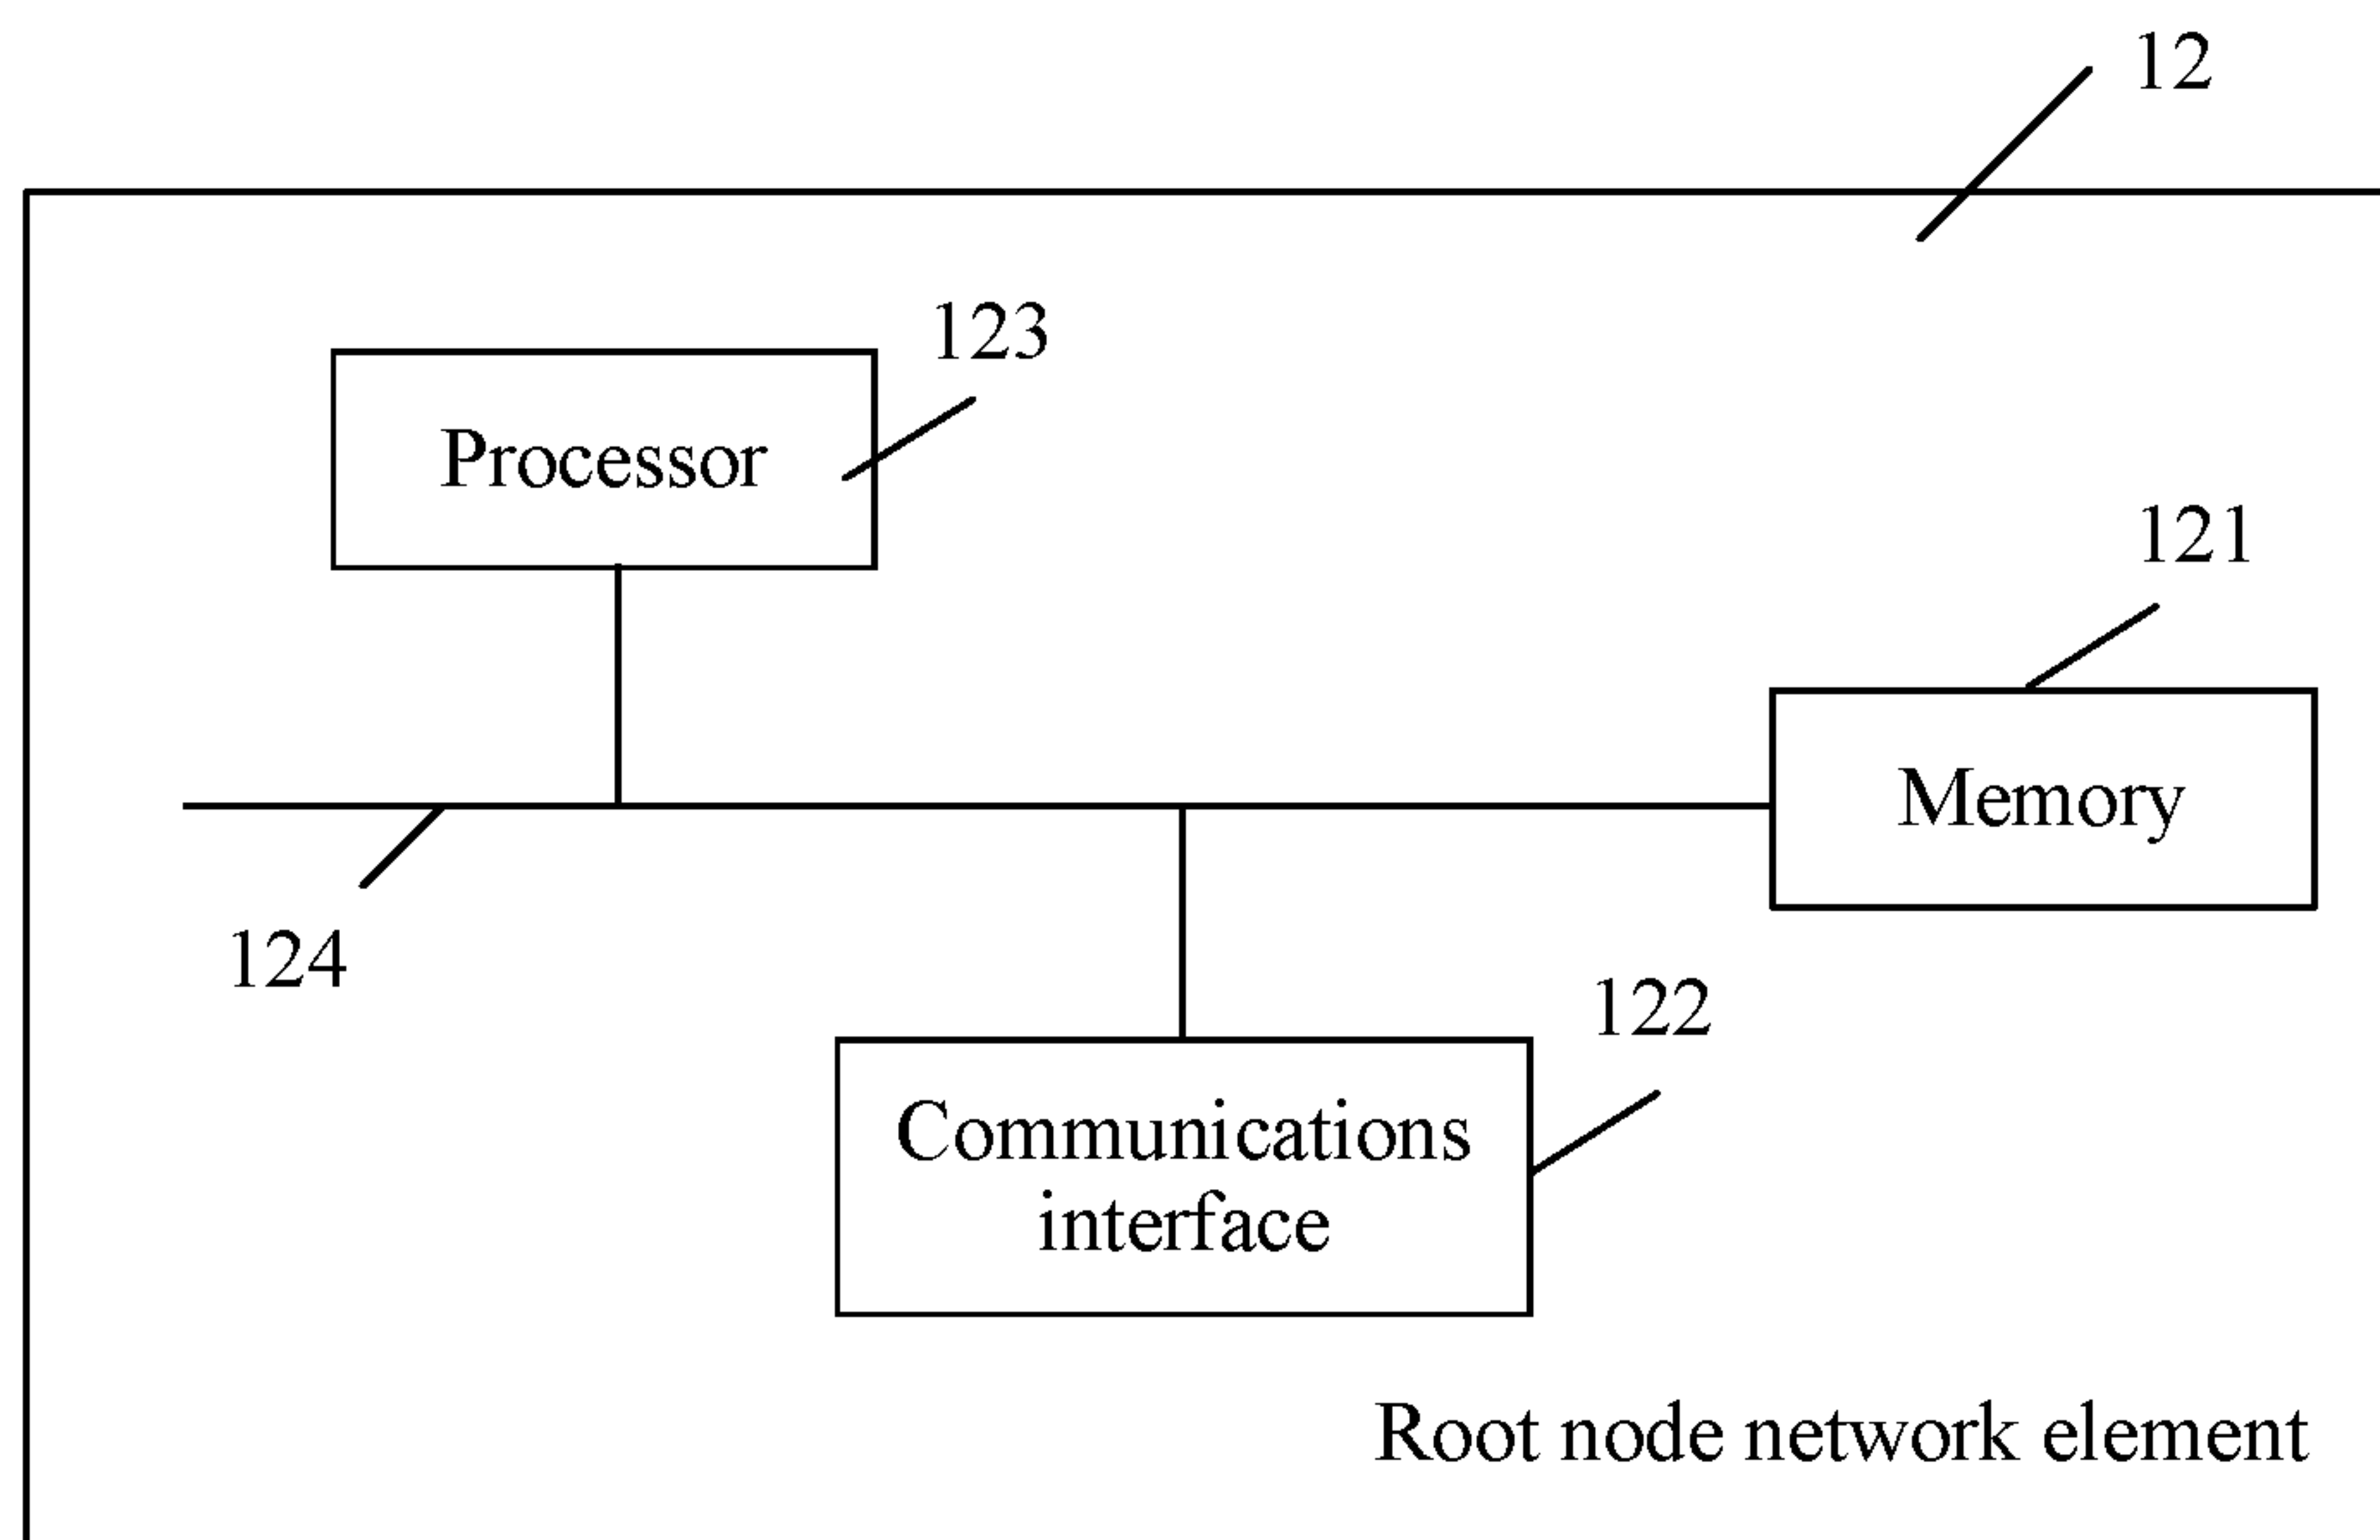 12
123
Processor
121
Memory
124
122
Communications
interface
Root node network element